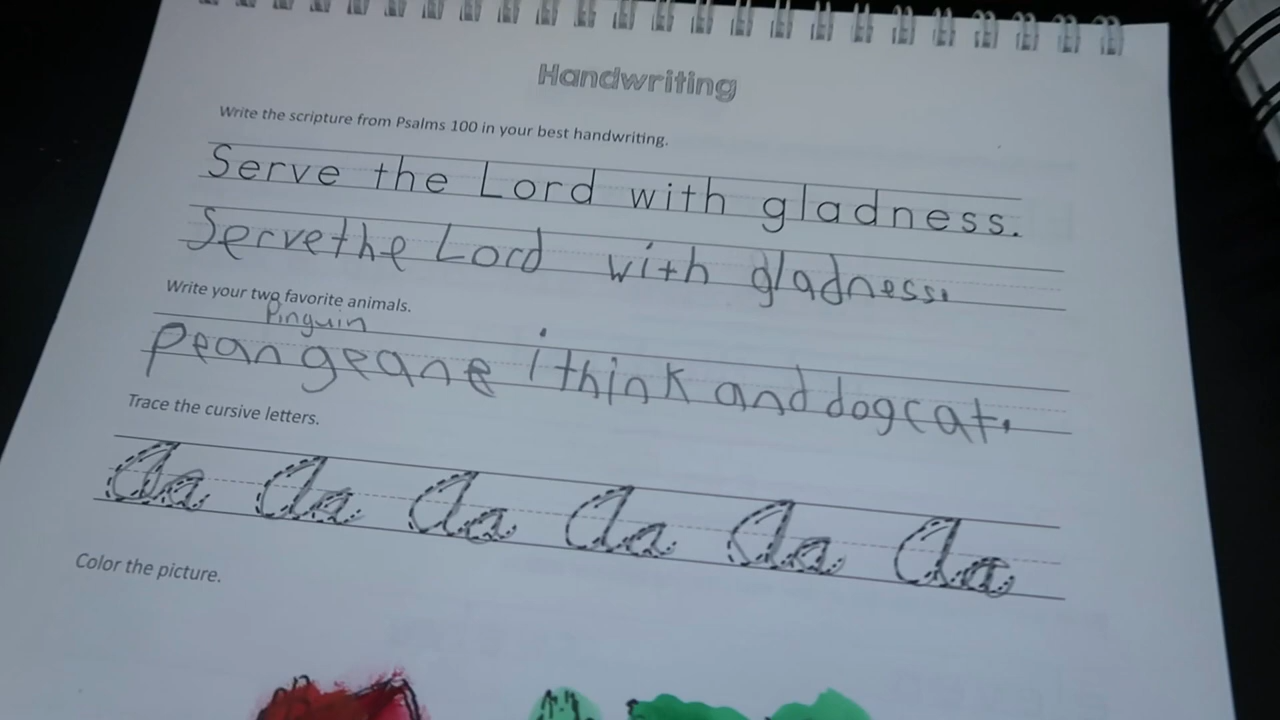 Handwriting
Write the scripture from Psalms 100 in your best handwriting.
Serve the Lord with gladness.
Servethe Lord with gladness.
Write your two favorite animals.
Pinguin
peangeane i think and dogcat.
Trace the cursive letters.
Aa Aa Aa Aa Aa Aa
Color the picture.